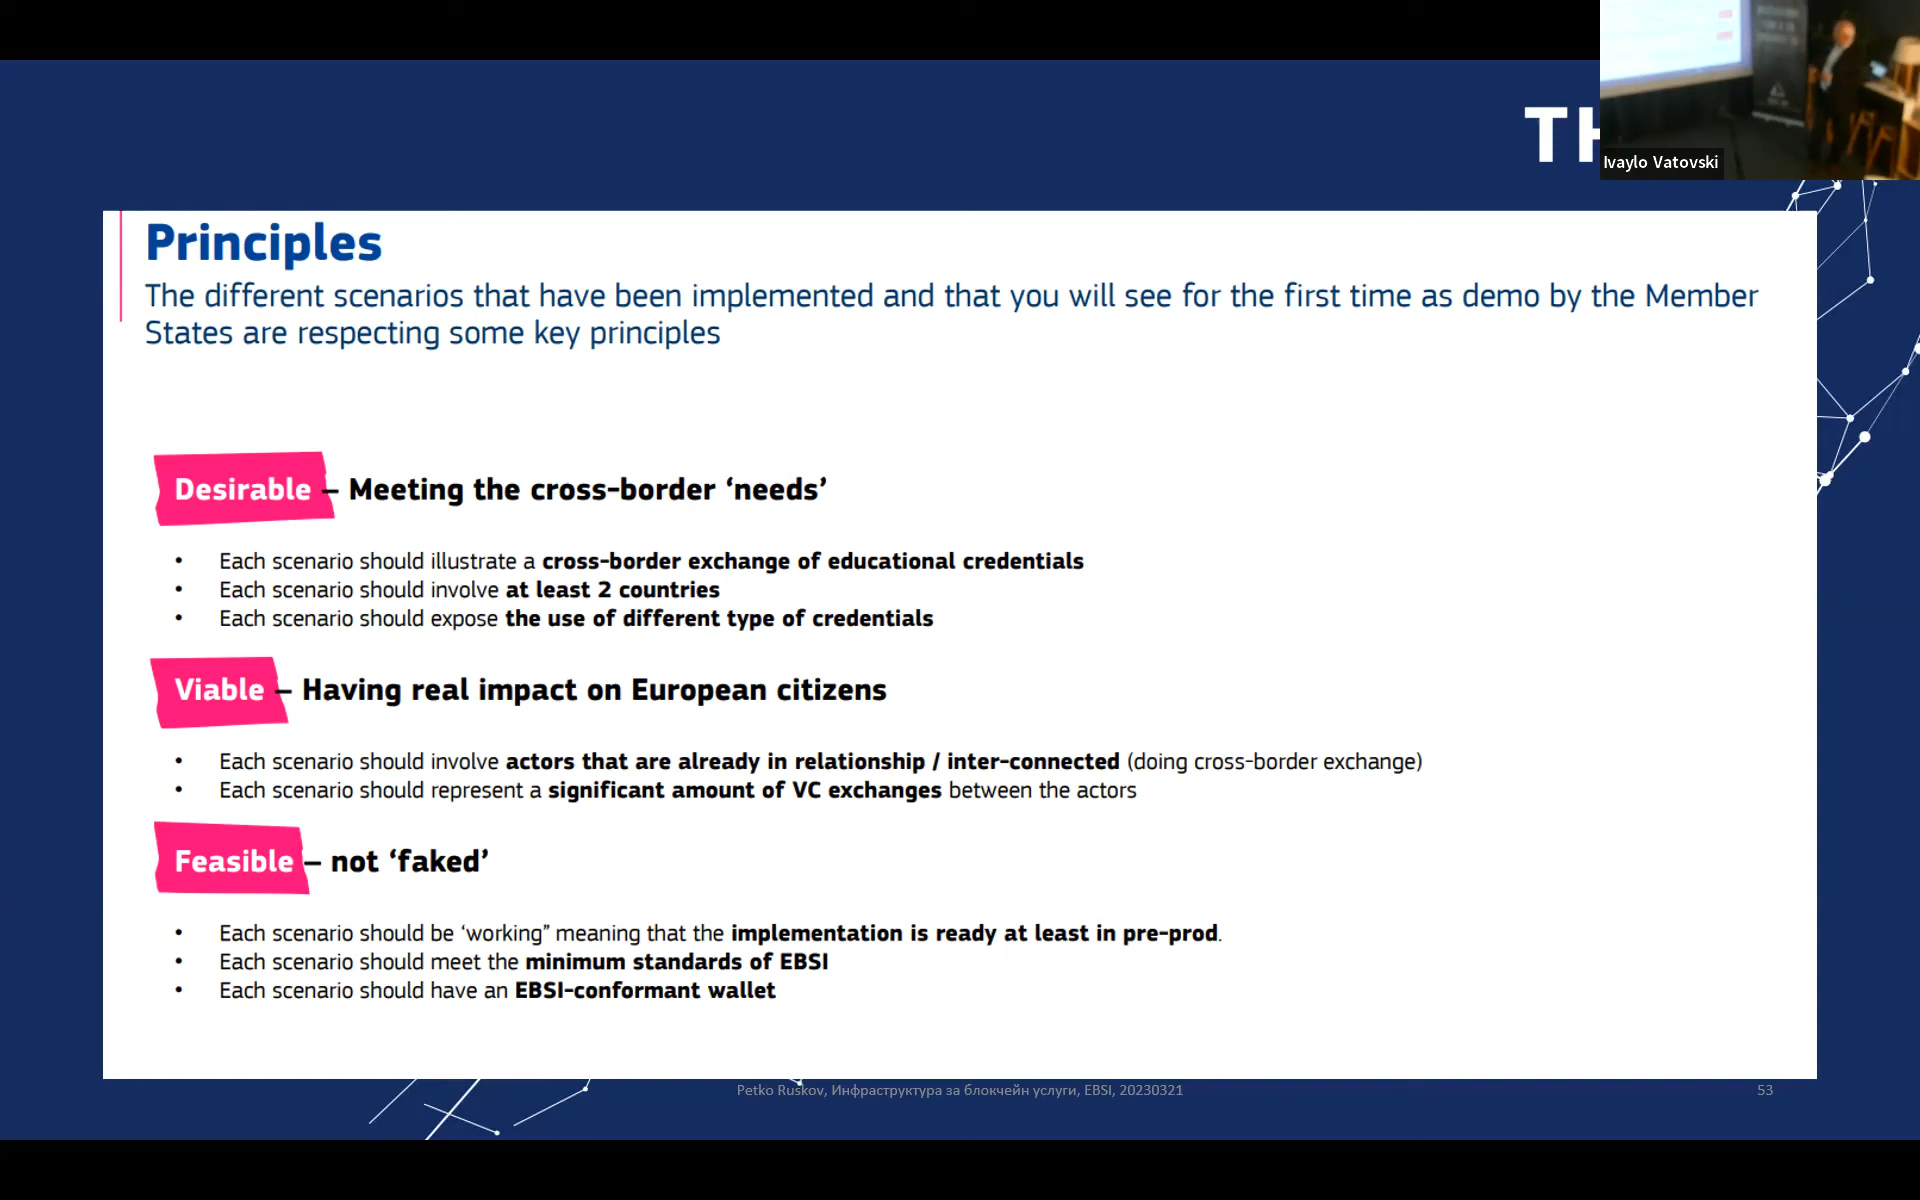 TH
Ivaylo Vatovski
Principles
The different scenarios that have been implemented and that you will see for the first time as demo by the Member
States are respecting some key principles
Desirable – Meeting the cross-border ‘needs’
• Each scenario should illustrate a cross-border exchange of educational credentials
• Each scenario should involve at least 2 countries
• Each scenario should expose the use of different type of credentials
Viable – Having real impact on European citizens
• Each scenario should involve actors that are already in relationship / inter-connected (doing cross-border exchange)
• Each scenario should represent a significant amount of VC exchanges between the actors
Feasible – not ‘faked’
• Each scenario should be ‘working” meaning that the implementation is ready at least in pre-prod.
• Each scenario should meet the minimum standards of EBSI
• Each scenario should have an EBSI-conformant wallet
Petko Ruskov, Инфраструктура за блокчейн услуги, EBSI, 20230321
53